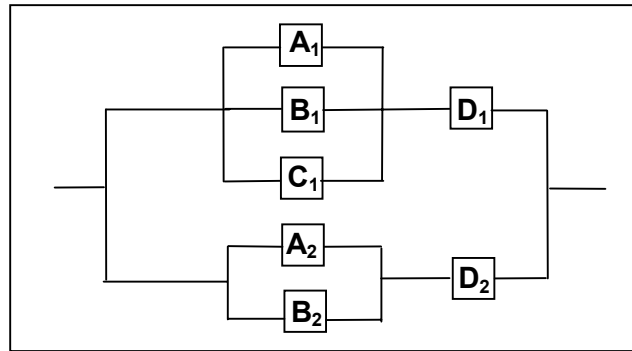 A₁
B₁
D₁
C₁
A₂
D₂
B₂